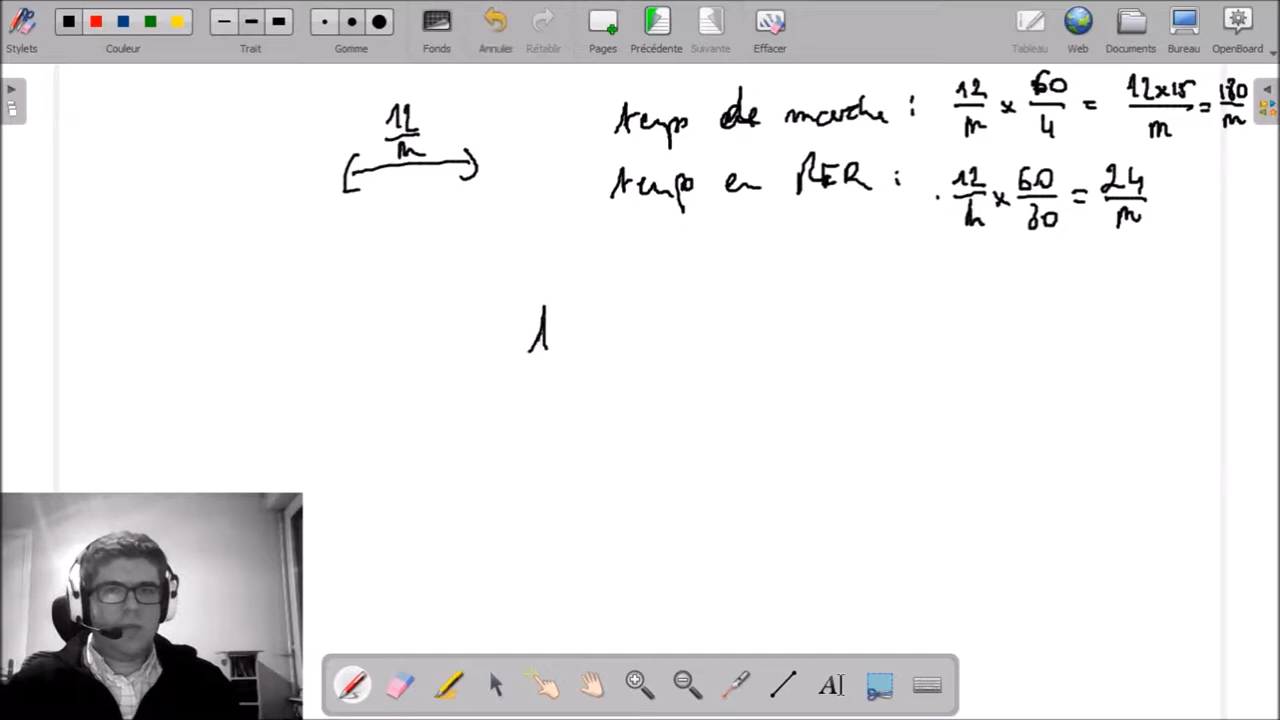 Stylets
Couleur
Trait
Gomme
Fonds
Annuler
Rétablir
Pages
Précédente
Suivante
Effacer
Tableau
Web
Documents
Bureau
OpenBoard
12/n
temps de marche : 12/n × 60/4 = 12×15/n = 180/n
temps en RER : 12/n × 60/30 = 24/n
1